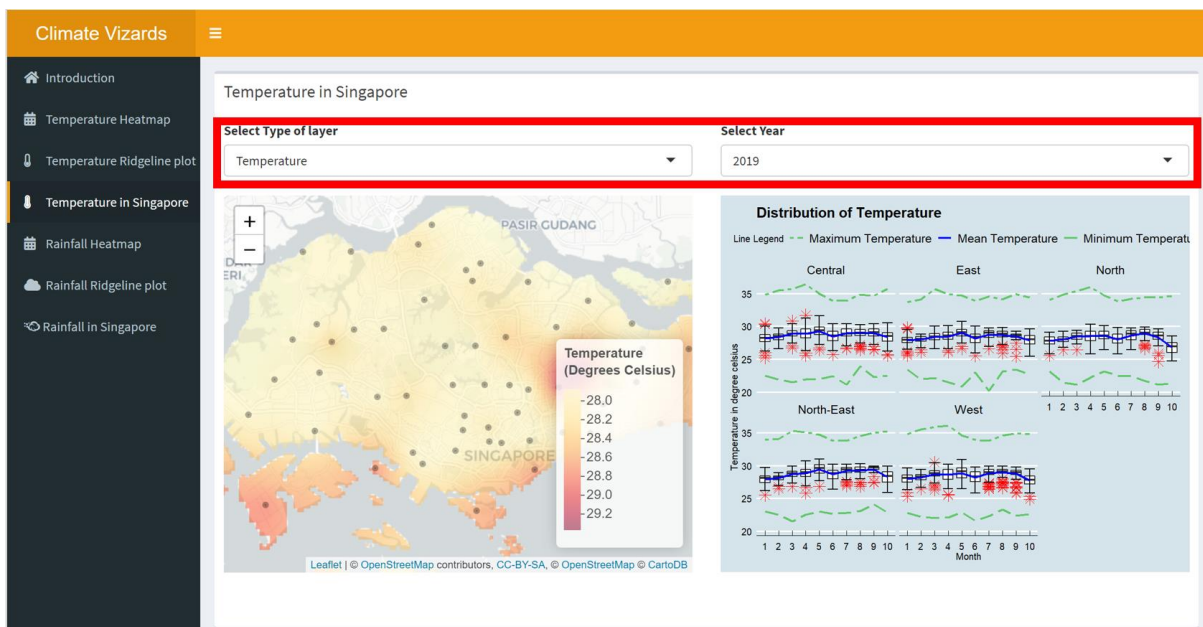 Climate Vizards
Introduction
Temperature Heatmap
Temperature Ridgeline plot
Temperature in Singapore
Rainfall Heatmap
Rainfall Ridgeline plot
Rainfall in Singapore
Temperature in Singapore
Select Type of layer
Temperature
Select Year
2019
+
−
PASIR GUDANG
ERI
SINGAPORE
Temperature
(Degrees Celsius)
28.0
28.2
28.4
28.6
28.8
29.0
29.2
Leaflet | © OpenStreetMap contributors, CC-BY-SA, © OpenStreetMap © CartoDB
Distribution of Temperature
Line Legend Maximum Temperature Mean Temperature Minimum Temperatu
Central East North
35
30
25
20
1 2 3 4 5 6 7 8 9 10
North-East West
35
30
25
20
1 2 3 4 5 6 7 8 9 10 1 2 3 4 5 6 7 8 9 10
Month
Temperature in degree celsius